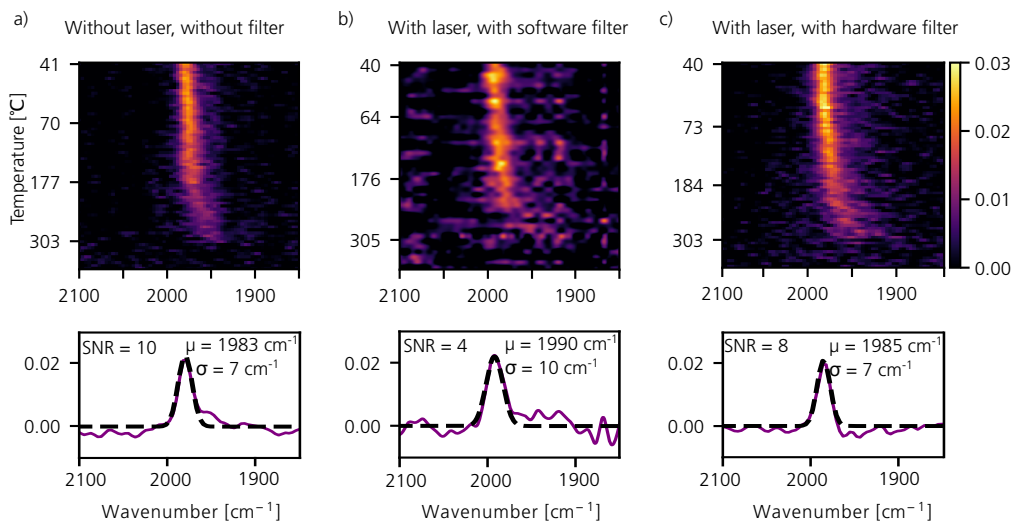 a)
Without laser, without filter
b)
With laser, with software filter
c)
With laser, with hardware filter
Temperature [℃]
41
70
177
303
2100
2000
1900
40
64
176
305
2100
2000
1900
40
73
184
303
2100
2000
1900
0.03
0.02
0.01
0.00
SNR = 10
μ = 1983 cm⁻¹
σ = 7 cm⁻¹
0.02
0.00
2100
2000
1900
Wavenumber [cm⁻¹]
SNR = 4
μ = 1990 cm⁻¹
σ = 10 cm⁻¹
0.02
0.00
2100
2000
1900
Wavenumber [cm⁻¹]
SNR = 8
μ = 1985 cm⁻¹
σ = 7 cm⁻¹
0.02
0.00
2100
2000
1900
Wavenumber [cm⁻¹]